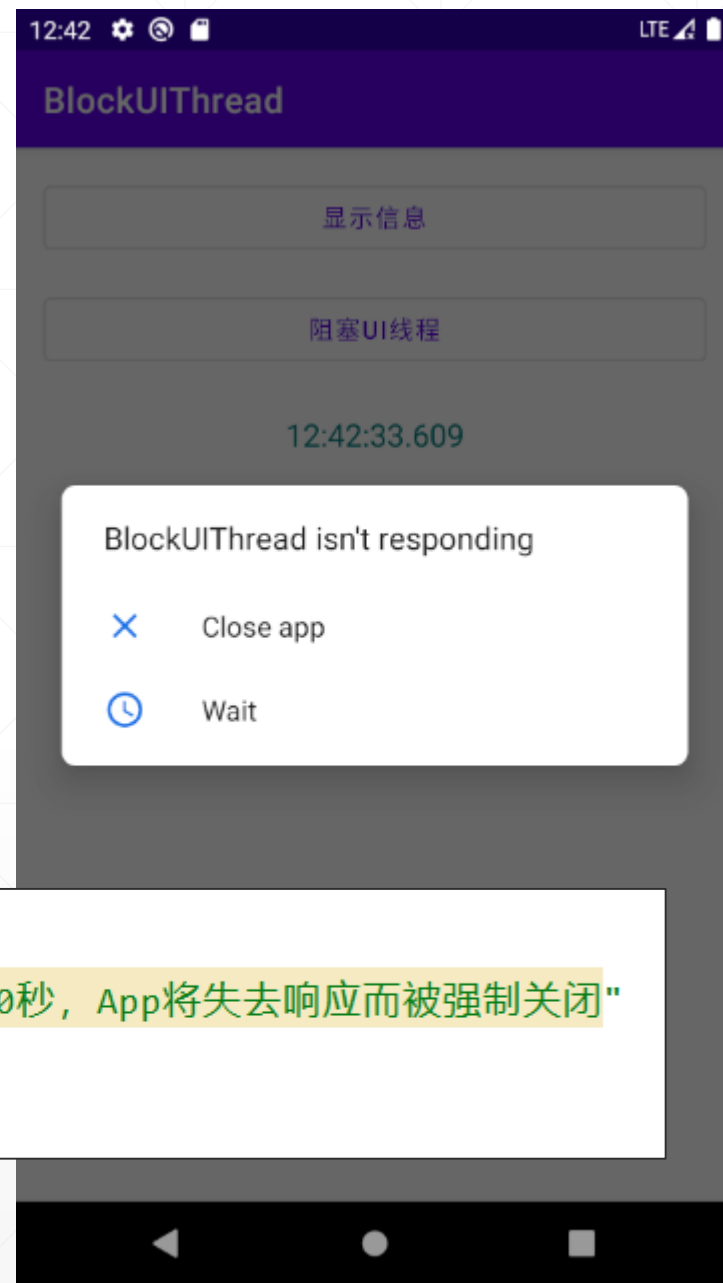 12:42
LTE
BlockUIThread
显示信息
阻塞UI线程
12:42:33.609
BlockUIThread isn't responding
Close app
Wait
0秒, App将失去响应而被强制关闭"